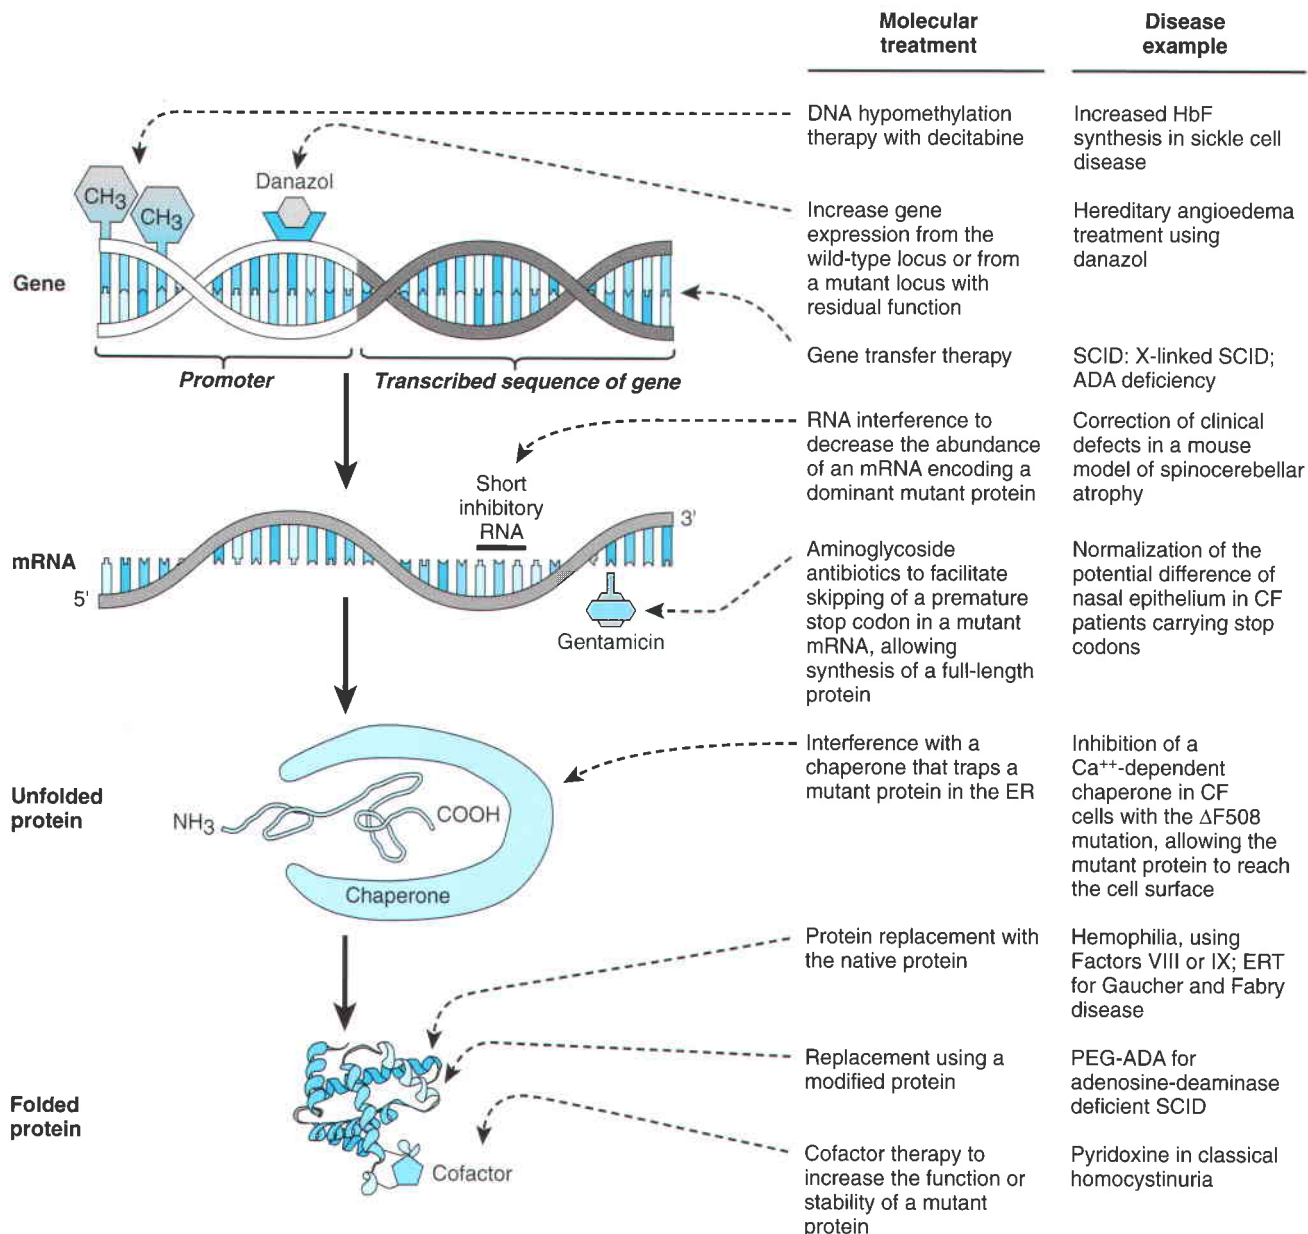 Molecular
treatment
Disease
example
DNA hypomethylation
therapy with decitabine
Increased HbF
synthesis in sickle cell
disease
CH3
CH3
Danazol
Increase gene
expression from the
wild-type locus or from
a mutant locus with
residual function
Hereditary angioedema
treatment using
danazol
Gene
Promoter
Transcribed sequence of gene
Gene transfer therapy
SCID: X-linked SCID;
ADA deficiency
RNA interference to
decrease the abundance
of an mRNA encoding a
dominant mutant protein
Correction of clinical
defects in a mouse
model of spinocerebellar
atrophy
Short
inhibitory
RNA
3'
mRNA
5'
Gentamicin
Aminoglycoside
antibiotics to facilitate
skipping of a premature
stop codon in a mutant
mRNA, allowing
synthesis of a full-length
protein
Normalization of the
potential difference of
nasal epithelium in CF
patients carrying stop
codons
Unfolded
protein
NH3
COOH
Chaperone
Interference with a
chaperone that traps a
mutant protein in the ER
Inhibition of a
Ca++-dependent
chaperone in CF
cells with the ΔF508
mutation, allowing the
mutant protein to reach
the cell surface
Protein replacement with
the native protein
Hemophilia, using
Factors VIII or IX; ERT
for Gaucher and Fabry
disease
Folded
protein
Replacement using a
modified protein
PEG-ADA for
adenosine-deaminase
deficient SCID
Cofactor
Cofactor therapy to
increase the function or
stability of a mutant
protein
Pyridoxine in classical
homocystinuria